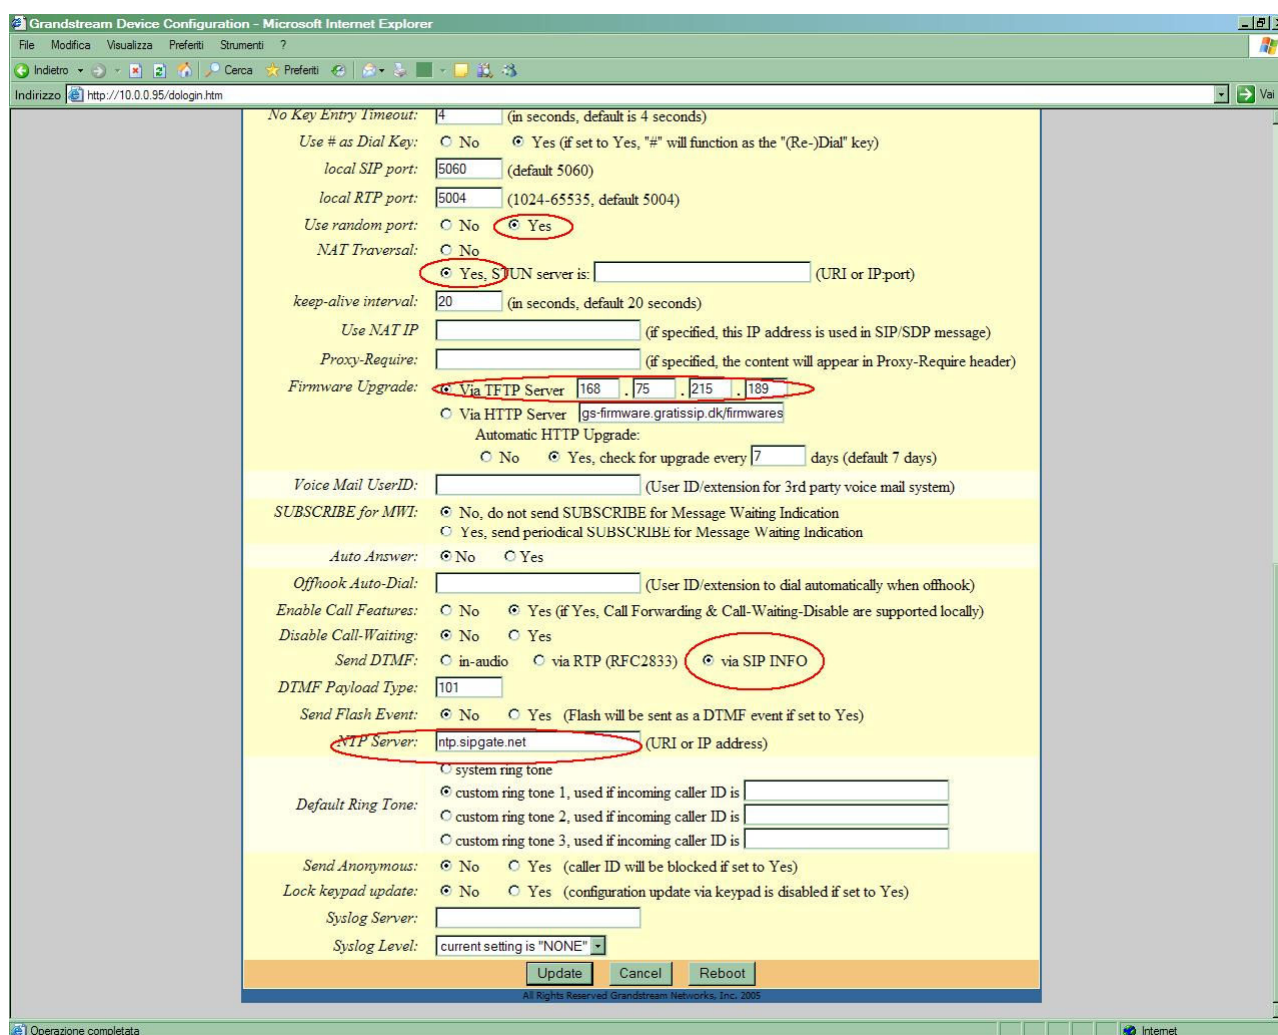 Grandstream Device Configuration - Microsoft Internet Explorer
File Modifica Visualizza Preferiti Strumenti ?
Indietro Cerca Preferiti
Indirizzo http://10.0.0.95/dologin.htm Vai
No Key Entry Timeout: 4 (in seconds, default is 4 seconds)
Use # as Dial Key: No Yes (if set to Yes, "#" will function as the "(Re-)Dial" key)
local SIP port: 5060 (default 5060)
local RTP port: 5004 (1024-65535, default 5004)
Use random port: No Yes
NAT Traversal: No
Yes, STUN server is: (URI or IP:port)
keep-alive interval: 20 (in seconds, default 20 seconds)
Use NAT IP (if specified, this IP address is used in SIP/SDP message)
Proxy-Require: (if specified, the content will appear in Proxy-Require header)
Firmware Upgrade: Via TFTP Server 168 . 75 . 215 . 189
Via HTTP Server gs-firmware.gratissip.dk/firmwares
Automatic HTTP Upgrade:
No Yes, check for upgrade every 7 days (default 7 days)
Voice Mail UserID: (User ID/extension for 3rd party voice mail system)
SUBSCRIBE for MWI: No, do not send SUBSCRIBE for Message Waiting Indication
Yes, send periodical SUBSCRIBE for Message Waiting Indication
Auto Answer: No Yes
Offhook Auto-Dial: (User ID/extension to dial automatically when offhook)
Enable Call Features: No Yes (if Yes, Call Forwarding & Call-Waiting-Disable are supported locally)
Disable Call-Waiting: No Yes
Send DTMF: in-audio via RTP (RFC2833) via SIP INFO
DTMF Payload Type: 101
Send Flash Event: No Yes (Flash will be sent as a DTMF event if set to Yes)
NTP Server: ntp.sipgate.net (URI or IP address)
system ring tone
Default Ring Tone: custom ring tone 1, used if incoming caller ID is
custom ring tone 2, used if incoming caller ID is
custom ring tone 3, used if incoming caller ID is
Send Anonymous: No Yes (caller ID will be blocked if set to Yes)
Lock keypad update: No Yes (configuration update via keypad is disabled if set to Yes)
Syslog Server:
Syslog Level: current setting is "NONE"
Update Cancel Reboot
All Rights Reserved Grandstream Networks, Inc. 2005
Operazione completata Internet